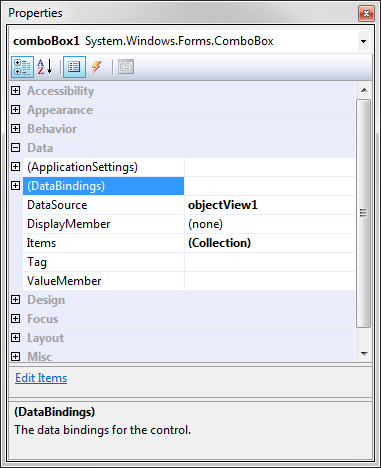 Properties
comboBox1 System.Windows.Forms.ComboBox
A Z
Accessibility
Appearance
Behavior
Data
(ApplicationSettings)
(DataBindings)
DataSource objectView1
DisplayMember (none)
Items (Collection)
Tag
ValueMember
Design
Focus
Layout
Misc
Edit Items
(DataBindings)
The data bindings for the control.